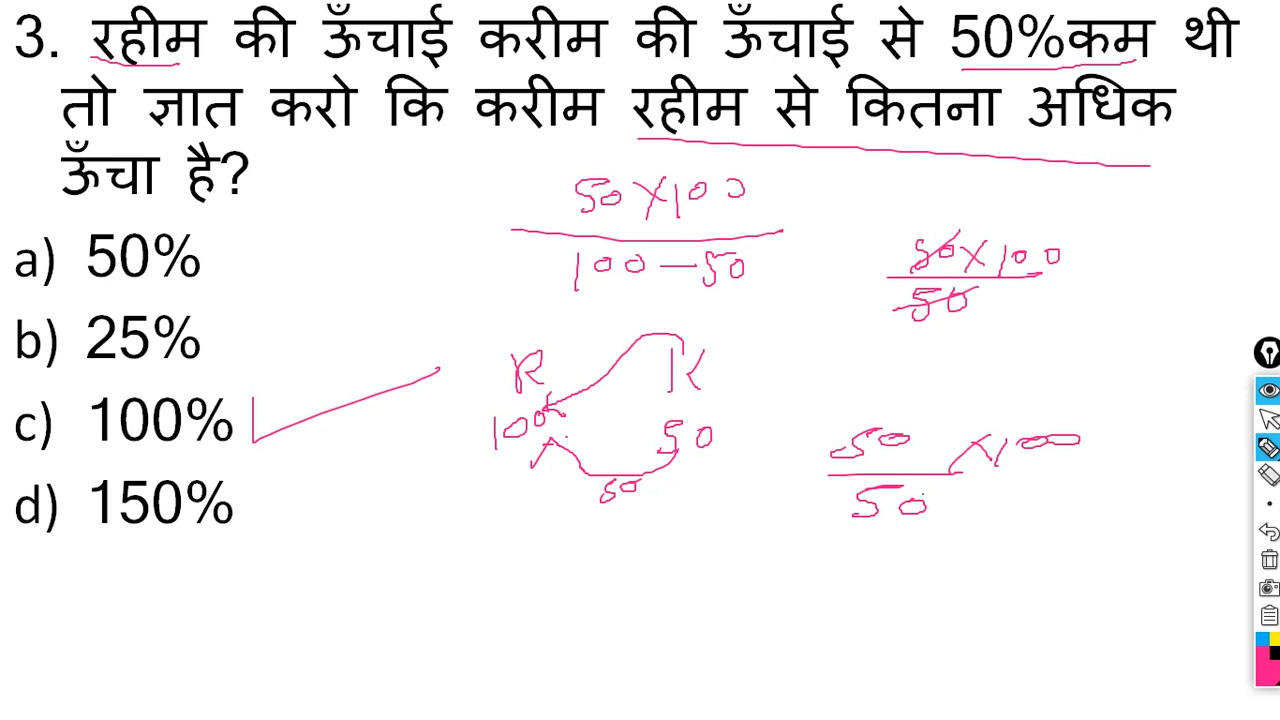 3. रहीम की ऊँचाई करीम की ऊँचाई से 50%कम थी
तो ज्ञात करो कि करीम रहीम से कितना अधिक
ऊँचा है?
50 X 100
100 — 50
50 X 100
50
a) 50%
b) 25%
c) 100%
d) 150%
R K
100 50
50
50 X 100
50